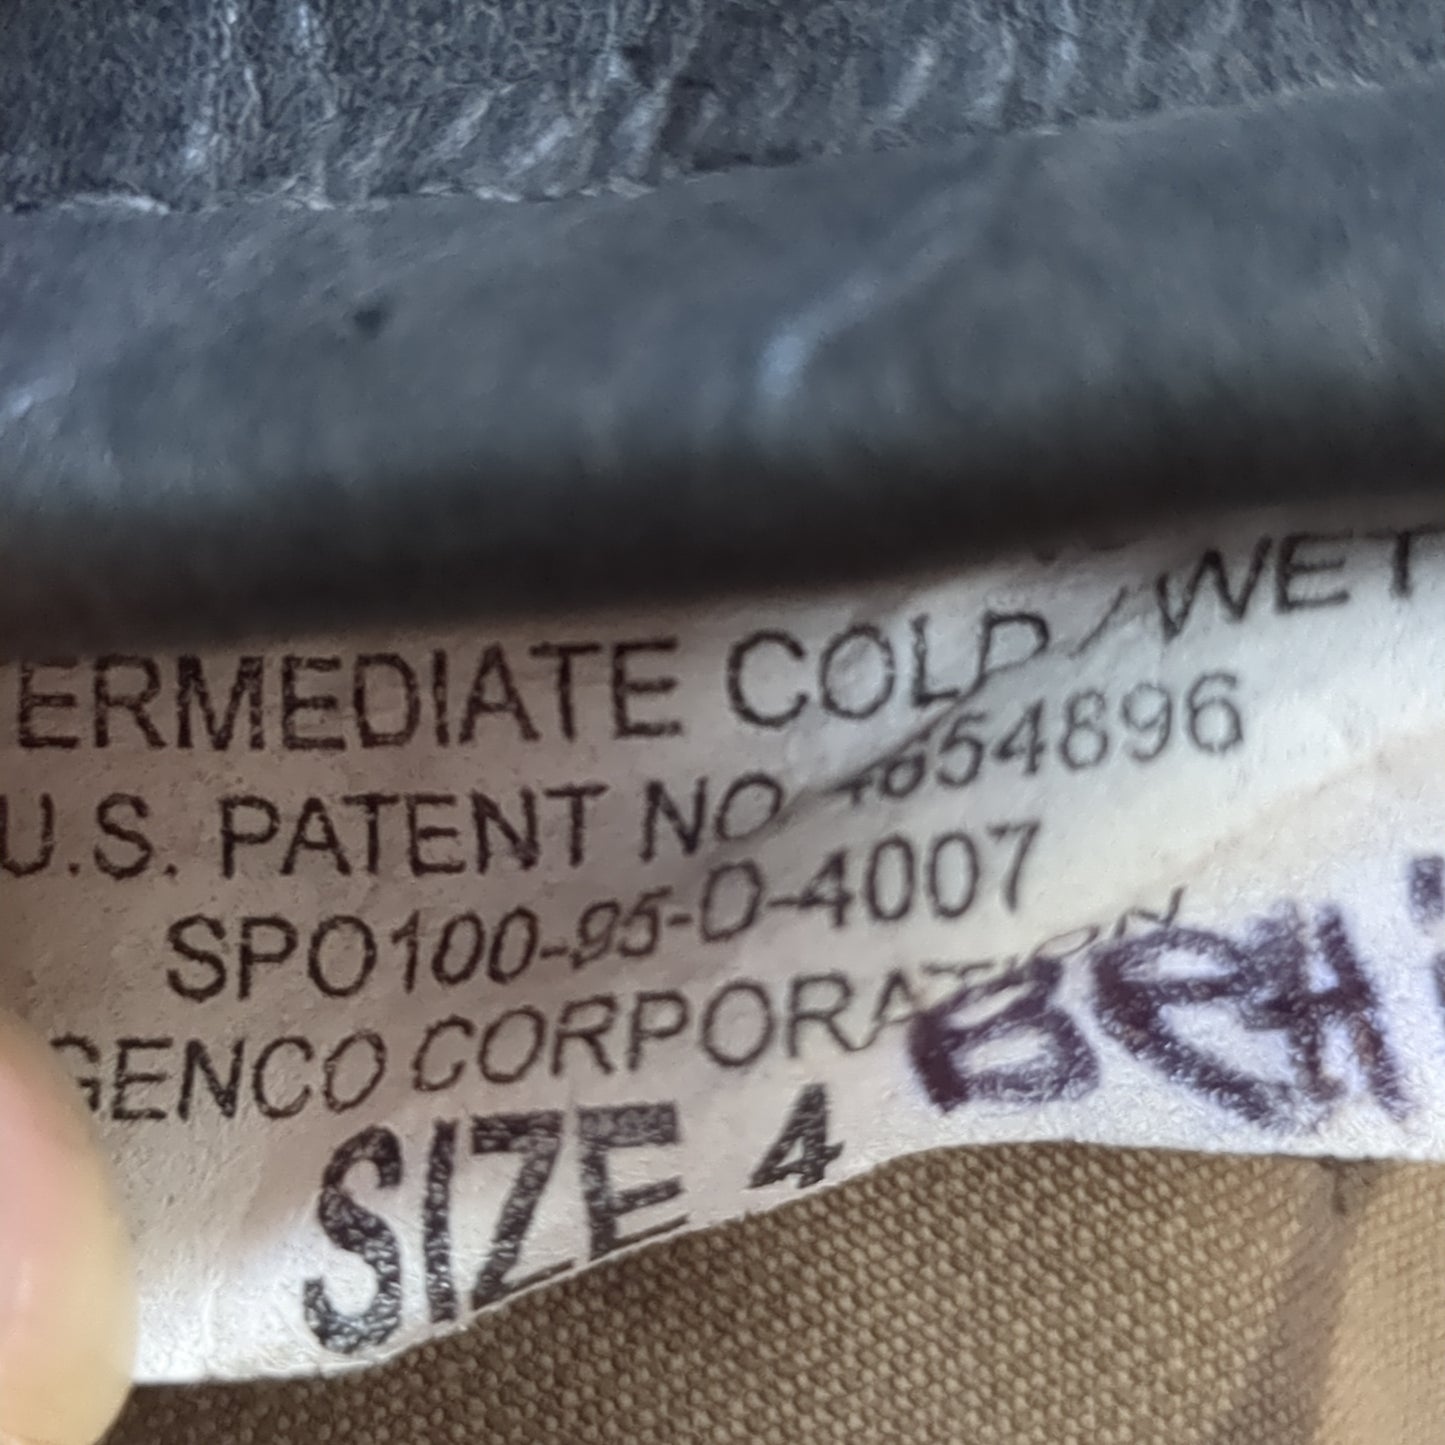 ERMEDIATE COLD/WET
U.S. PATENT NO 4654896
SPO100-95-D-4007
GENCO CORPORATION
SIZE 4